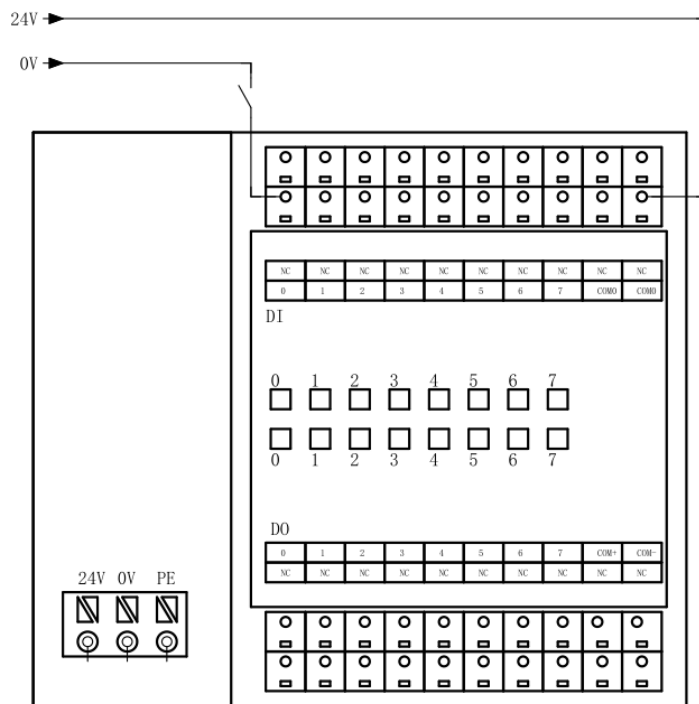 24V
0V
NC NC NC NC NC NC NC NC NC NC
0 1 2 3 4 5 6 7 COM0 COM0
DI
0 1 2 3 4 5 6 7
0 1 2 3 4 5 6 7
DO
0 1 2 3 4 5 6 7 COM+ COM-
NC NC NC NC NC NC NC NC NC NC
24V 0V PE